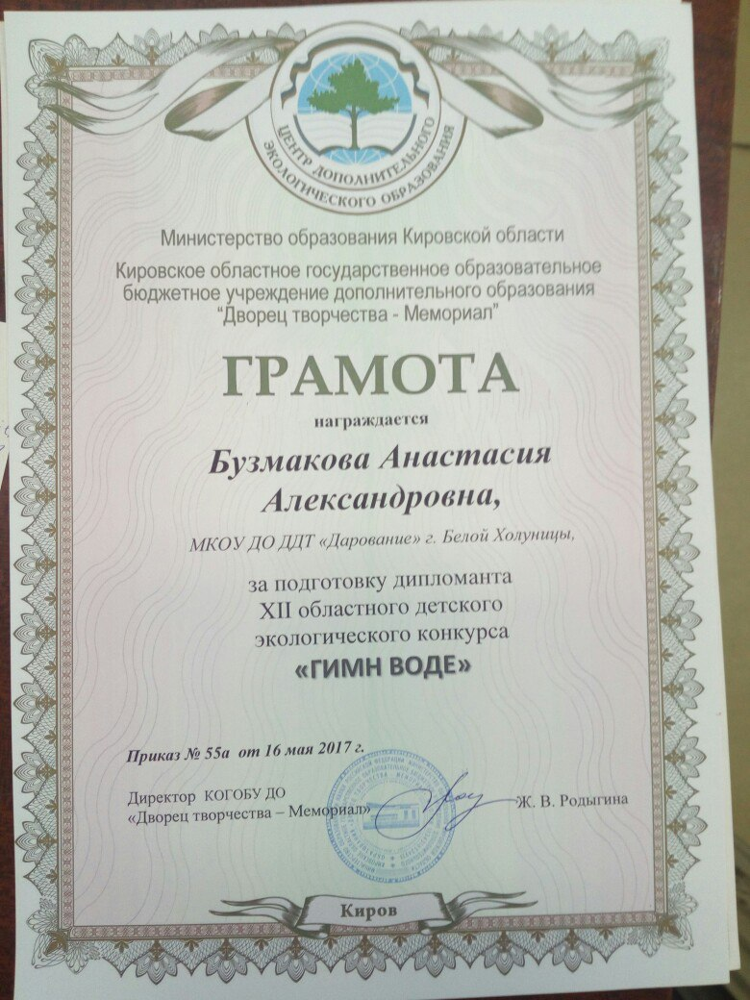 ЦЕНТР ДОПОЛНИТЕЛЬНОГО
ЭКОЛОГИЧЕСКОГО ОБРАЗОВАНИЯ
Министерство образования Кировской области
Кировское областное государственное образовательное
бюджетное учреждение дополнительного образования
"Дворец творчества - Мемориал"
ГРАМОТА
награждается
Бузмакова Анастасия
Александровна,
МКОУ ДО ДДТ «Дарование» г. Белой Холуницы,
за подготовку дипломанта
XII областного детского
экологического конкурса
«ГИМН ВОДЕ»
Приказ № 55а от 16 мая 2017 г.
Директор КОГОБУ ДО
«Дворец творчества – Мемориал»
Ж. В. Родыгина
Киров